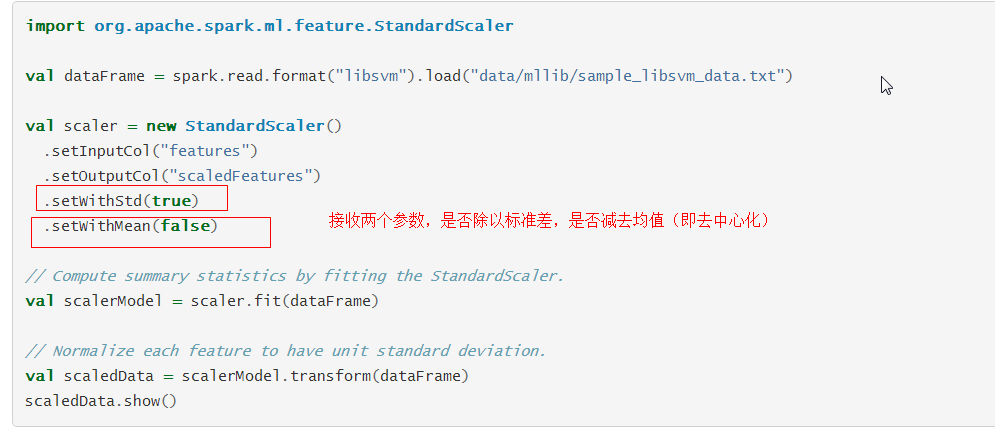 import org.apache.spark.ml.feature.StandardScaler
val dataFrame = spark.read.format("libsvm").load("data/mllib/sample_libsvm_data.txt")
val scaler = new StandardScaler()
.setInputCol("features")
.setOutputCol("scaledFeatures")
.setWithStd(true)
.setWithMean(false)
接收两个参数，是否除以标准差，是否减去均值（即去中心化）
// Compute summary statistics by fitting the StandardScaler.
val scalerModel = scaler.fit(dataFrame)
// Normalize each feature to have unit standard deviation.
val scaledData = scalerModel.transform(dataFrame)
scaledData.show()